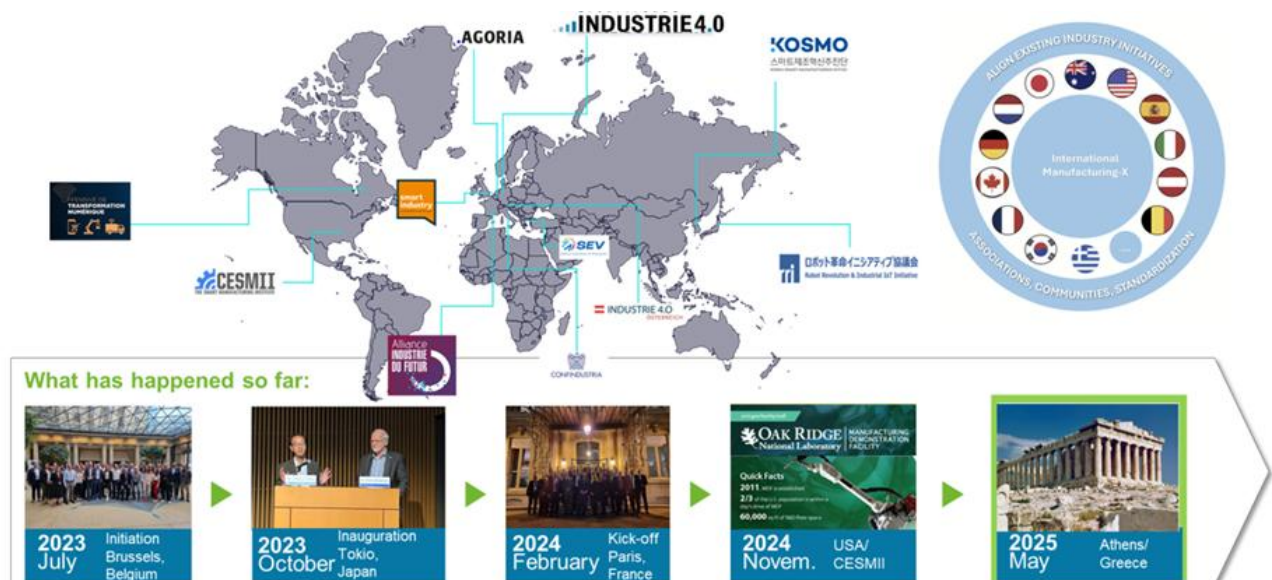 INDUSTRIE4.0
.AGORIA
KOSMO
스마트제조혁신추진단
ALIGN EXISTING INDUSTRY INITIATIVES
International
Manufacturing-X
ASSOCIATIONS, COMMUNITIES, STANDARDIZATION
TRANSFORMATION
NUMÉRIQUE
smart
industry
SEV
CESMII
THE SMART MANUFACTURING INSTITUTE
ロボット革命イニシアティブ協議会
Robot Revolution & Industrial IoT Initiative
INDUSTRIE 4.0
ÖSTERREICH
Alliance
INDUSTRIE
DU FUTUR
CONFINDUSTRIA
What has happened so far:
2023
July
Initiation
Brussels,
Belgium
2023
October
Inauguration
Tokio,
Japan
2024
February
Kick-off
Paris,
France
OAK RIDGE
National Laboratory
MANUFACTURING
DEMONSTRATION
FACILITY
Quick Facts
2011
2/3
60,000
2024
Novem.
USA/
CESMII
2025
May
Athens/
Greece